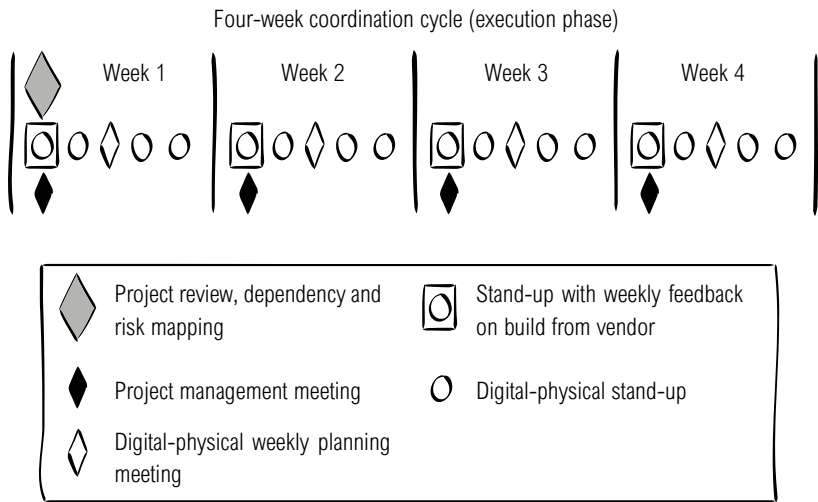 Four-week coordination cycle (execution phase)
Week 1
Week 2
Week 3
Week 4
Project review, dependency and
risk mapping
Project management meeting
Digital-physical weekly planning
meeting
Stand-up with weekly feedback
on build from vendor
Digital-physical stand-up